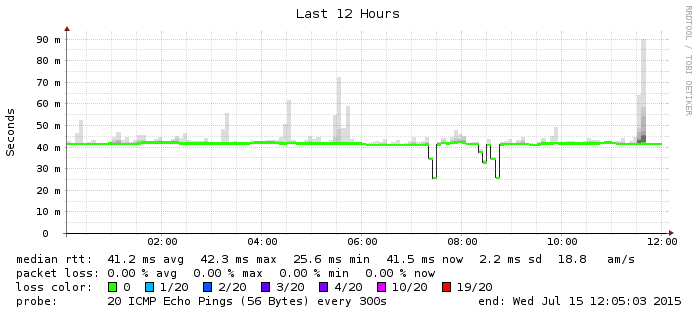 Last 12 Hours
RRDTOOL / TOBI OETIKER
Seconds
90 m
80 m
70 m
60 m
50 m
40 m
30 m
20 m
10 m
0
02:00 04:00 06:00 08:00 10:00 12:00
median rtt: 41.2 ms avg 42.3 ms max 25.6 ms min 41.5 ms now 2.2 ms sd 18.8 am/s
packet loss: 0.00 % avg 0.00 % max 0.00 % min 0.00 % now
loss color: 0 1/20 2/20 3/20 4/20 10/20 19/20
probe: 20 ICMP Echo Pings (56 Bytes) every 300s end: Wed Jul 15 12:05:03 2015